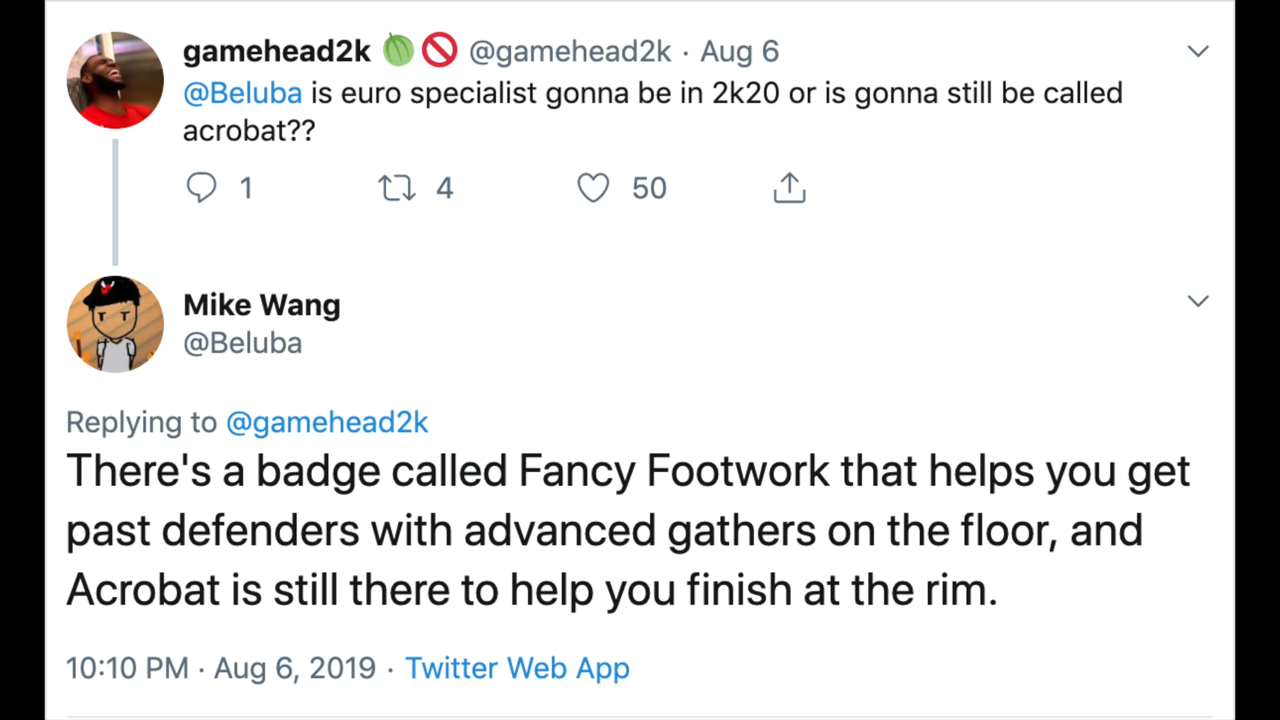 gamehead2k @gamehead2k · Aug 6
@Beluba is euro specialist gonna be in 2k20 or is gonna still be called
acrobat??
1 4 50
Mike Wang
@Beluba
Replying to @gamehead2k
There's a badge called Fancy Footwork that helps you get
past defenders with advanced gathers on the floor, and
Acrobat is still there to help you finish at the rim.
10:10 PM · Aug 6, 2019 · Twitter Web App